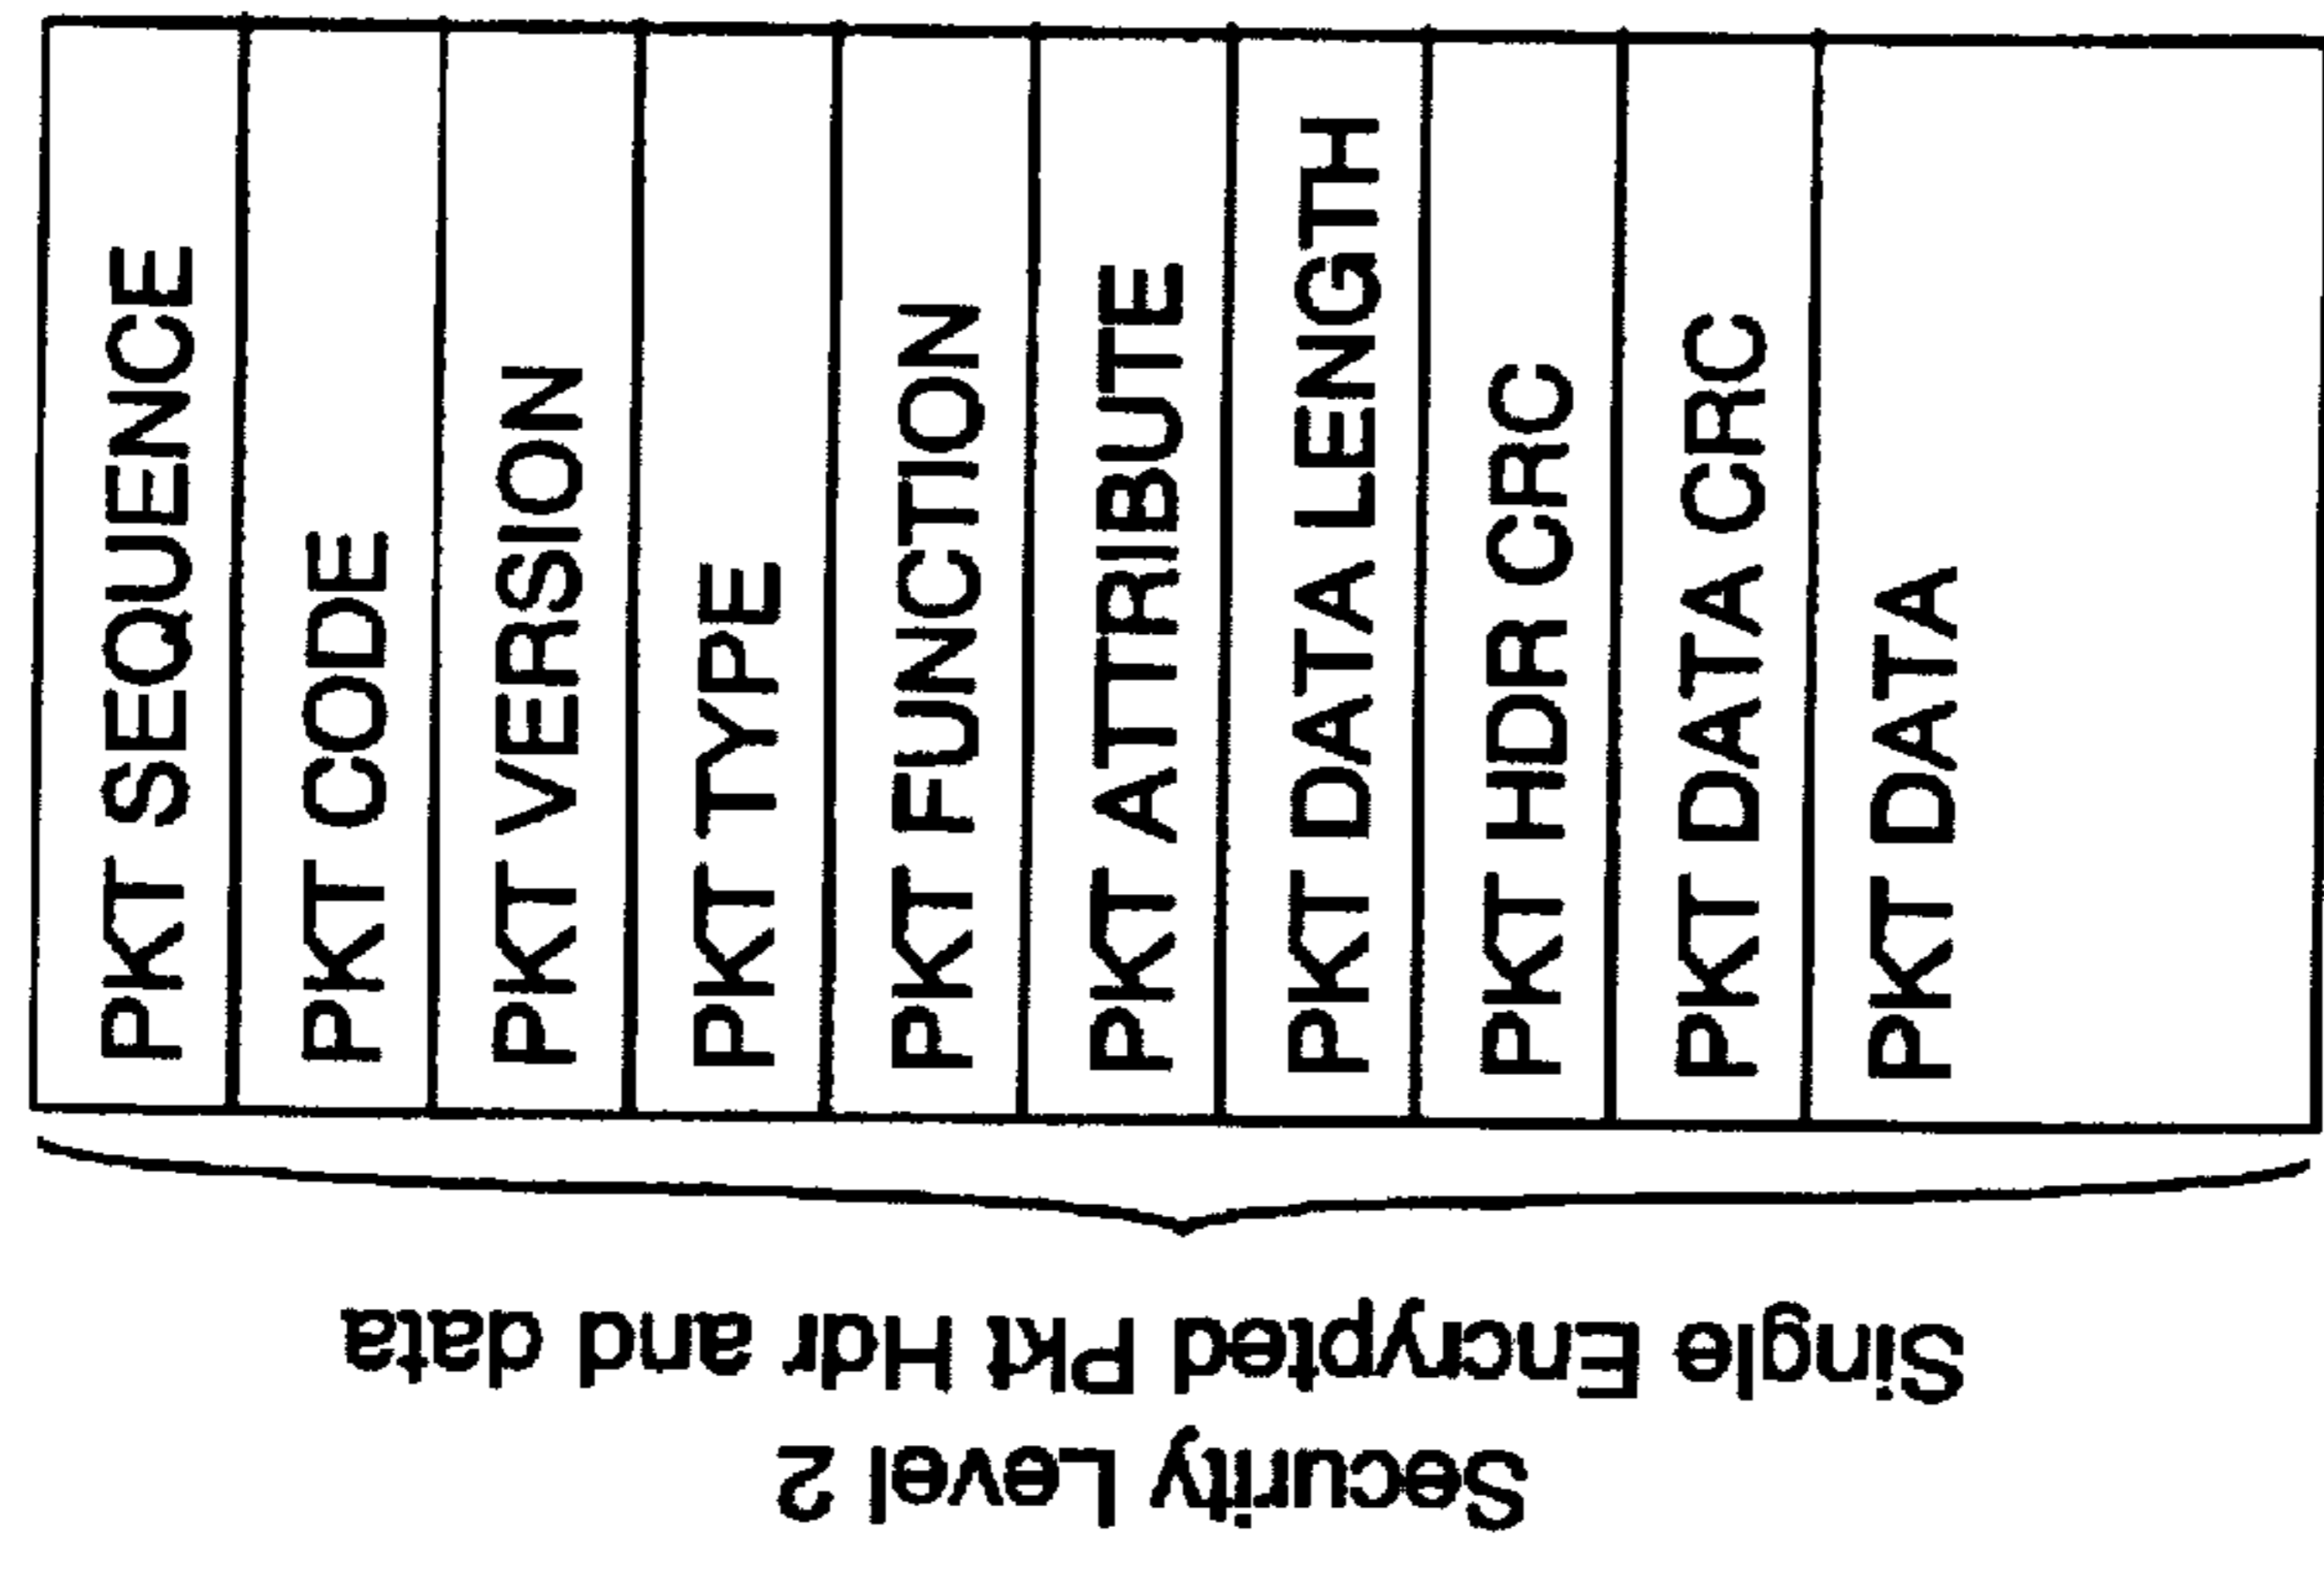 PKT SEQUENCE
PKT CODE
PKT VERSION
PKT TYPE
PKT FUNCTION
PKT ATTRIBUTE
PKT DATA LENGTH
PKT HDR CRC
PKT DATA CRC
PKT DATA
Security Level 2
Single Encrypted Pkt Hdr and data